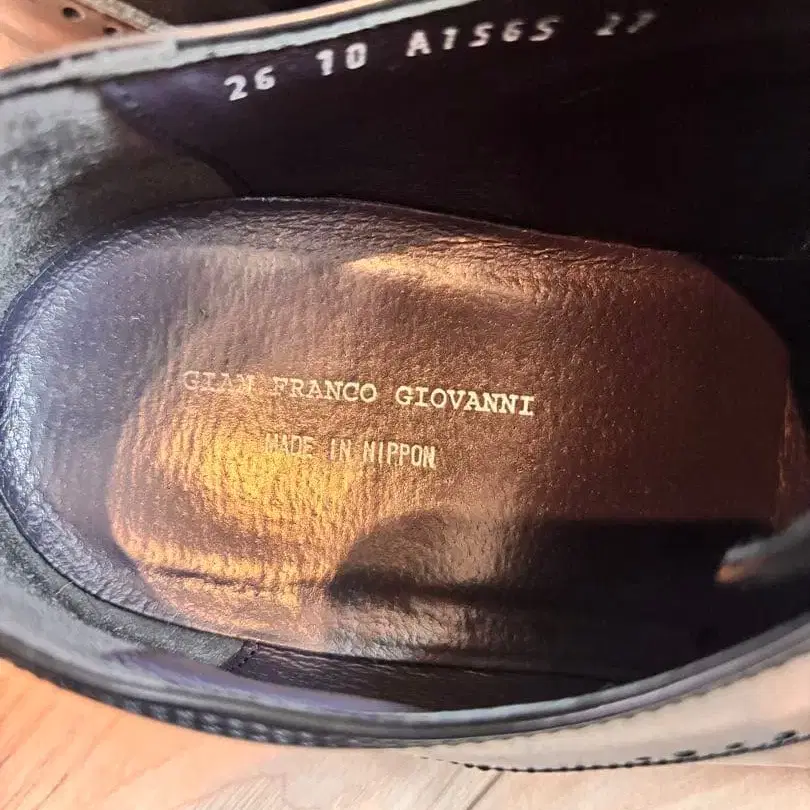 26 10 A1565 27
GIAN FRANCO GIOVANNI
MADE IN NIPPON